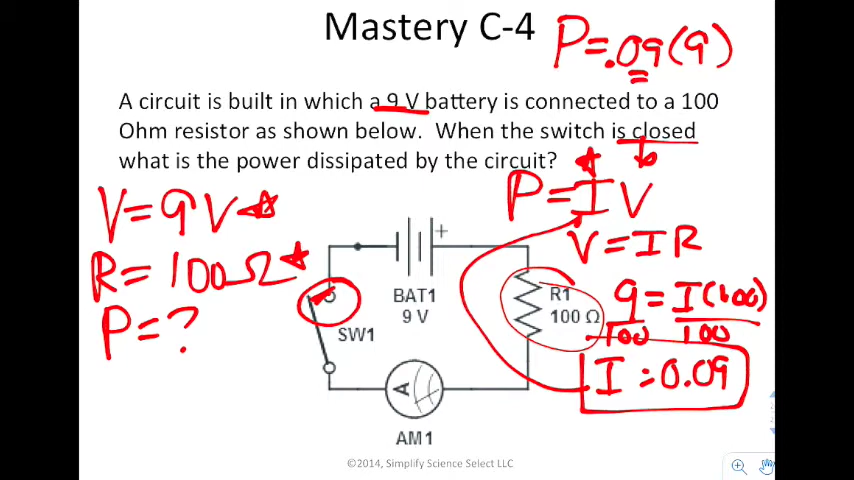 Mastery C-4
P=.09(9)
A circuit is built in which a 9 V battery is connected to a 100
Ohm resistor as shown below. When the switch is closed
what is the power dissipated by the circuit?
P=IV
V=9V
V=IR
R=100Ω
P=?
+
BAT1
9 V
R1
100 Ω
9=I(100)
100 100
I=0.09
SW1
A
AM1
©2014, Simplify Science Select LLC